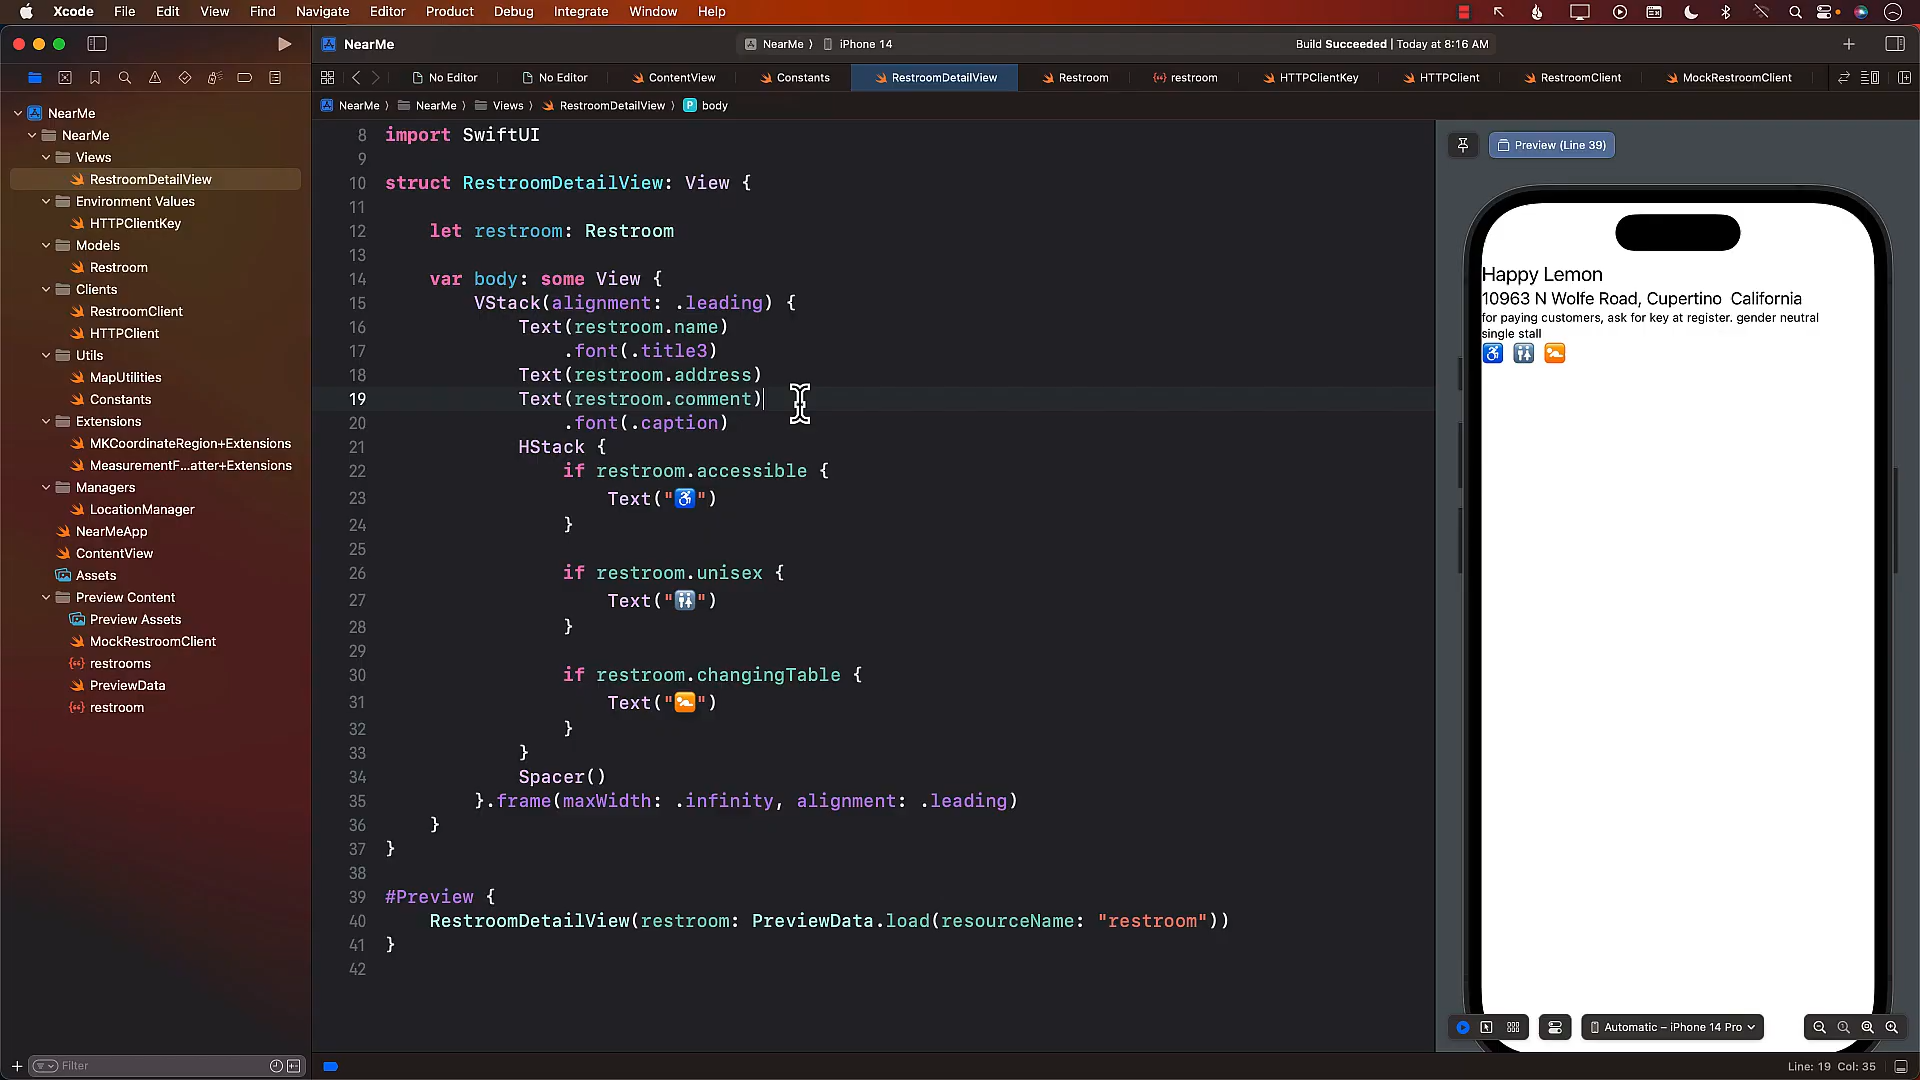 Xcode File Edit View Find Navigate Editor Product Debug Integrate Window Help
NearMe
NearMe 〉 iPhone 14
Build Succeeded | Today at 8:16 AM
No Editor No Editor ContentView Constants RestroomDetailView Restroom restroom HTTPClientKey HTTPClient RestroomClient MockRestroomClient
NearMe 〉 NearMe 〉 Views 〉 RestroomDetailView 〉 P body
NearMe
NearMe
Views
RestroomDetailView
Environment Values
HTTPClientKey
Models
Restroom
Clients
RestroomClient
HTTPClient
Utils
MapUtilities
Constants
Extensions
MKCoordinateRegion+Extensions
MeasurementF...atter+Extensions
Managers
LocationManager
NearMeApp
ContentView
Assets
Preview Content
Preview Assets
MockRestroomClient
restrooms
PreviewData
restroom
Filter
8 import SwiftUI
9
10 struct RestroomDetailView: View {
11
12 let restroom: Restroom
13
14 var body: some View {
15 VStack(alignment: .leading) {
16 Text(restroom.name)
17 .font(.title3)
18 Text(restroom.address)
19 Text(restroom.comment)
20 .font(.caption)
21 HStack {
22 if restroom.accessible {
23 Text("♿")
24 }
25
26 if restroom.unisex {
27 Text("🚻")
28 }
29
30 if restroom.changingTable {
31 Text("🚼")
32 }
33 }
34 Spacer()
35 }.frame(maxWidth: .infinity, alignment: .leading)
36 }
37 }
38
39 #Preview {
40 RestroomDetailView(restroom: PreviewData.load(resourceName: "restroom"))
41 }
42
Preview (Line 39)
Happy Lemon
10963 N Wolfe Road, Cupertino California
for paying customers, ask for key at register. gender neutral
single stall
Automatic – iPhone 14 Pro
Line: 19 Col: 35